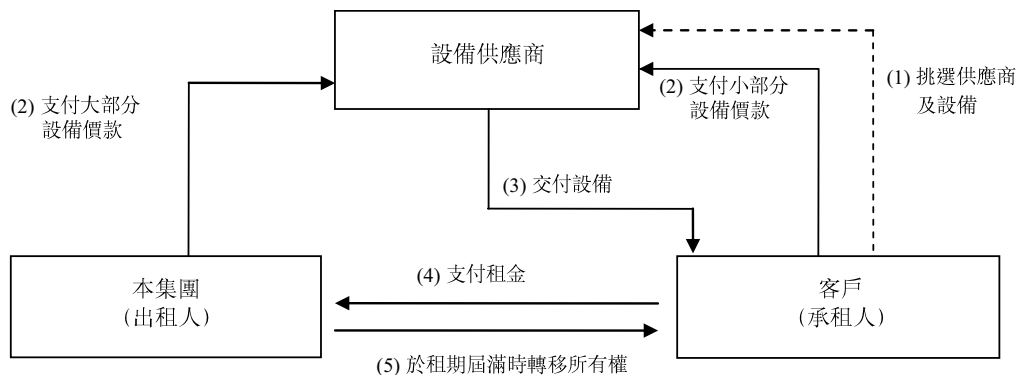 設備供應商
(1) 挑選供應商
及設備
(2) 支付大部分
設備價款
(2) 支付小部分
設備價款
(3) 交付設備
本集團
(出租人)
(4) 支付租金
客戶
(承租人)
(5) 於租期屆滿時轉移所有權